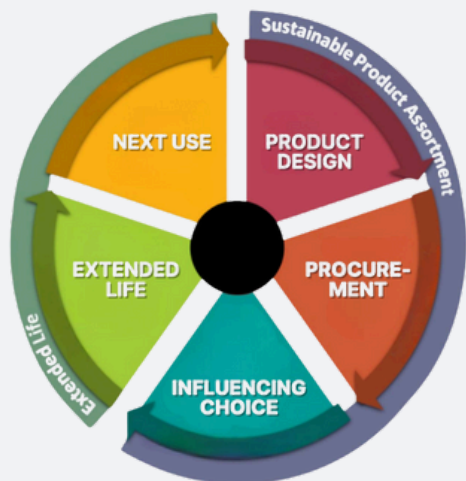 Sustainable Product Assortment
NEXT USE
PRODUCT
DESIGN
EXTENDED
LIFE
PROCURE-
MENT
Extended Life
INFLUENCING
CHOICE